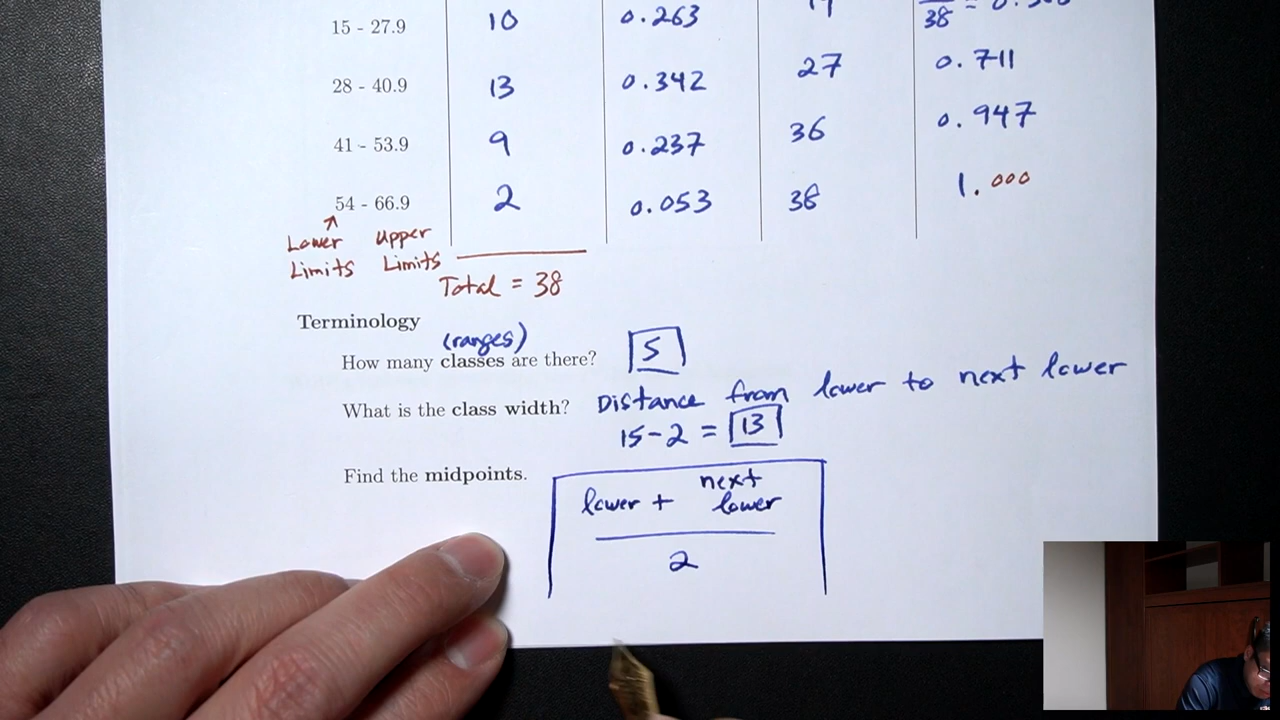 15 - 27.9 10 0.263
38 =
28 - 40.9 13 0.342 27 0.711
41 - 53.9 9 0.237 36 0.947
54 - 66.9 2 0.053 38 1.000
Lower Upper
Limits Limits
Total = 38
Terminology
(ranges)
How many classes are there? 5
What is the class width? Distance from lower to next lower
15-2 = 13
Find the midpoints.
next
lower + lower
2